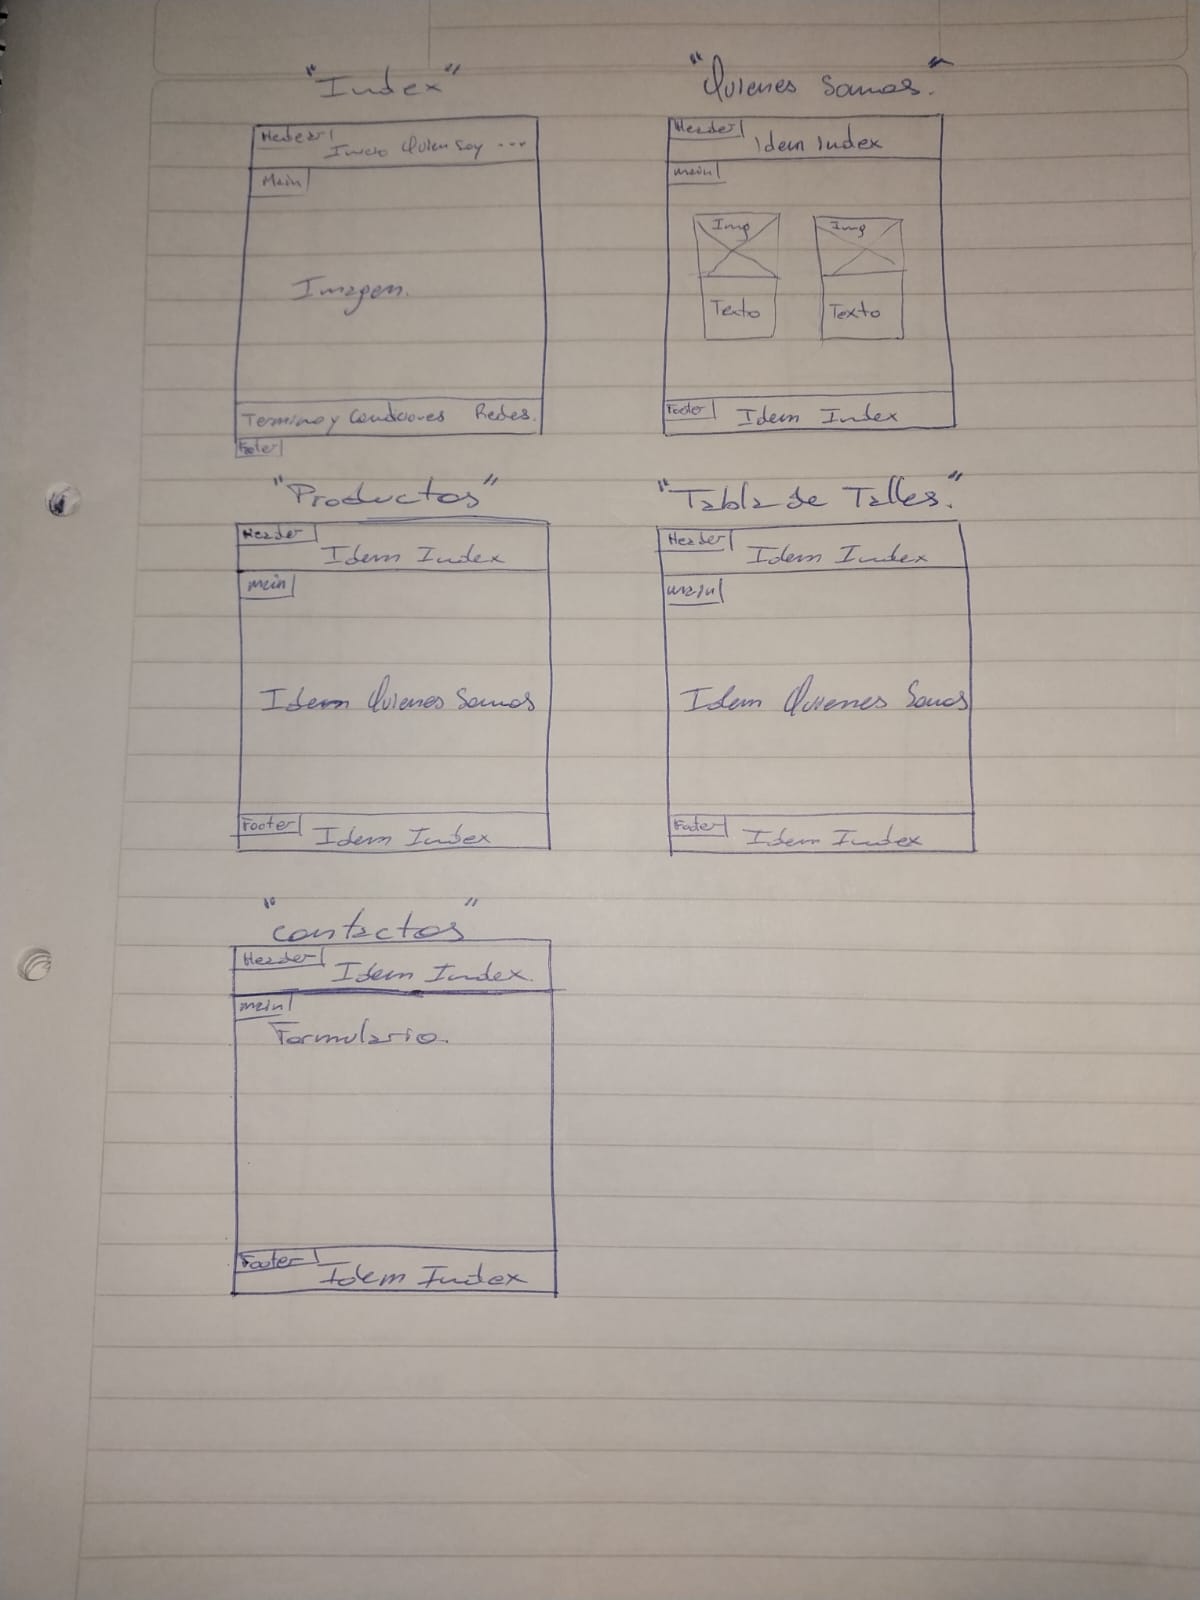 "Index"
Header
Inicio Quien Soy ...
Main
Imagen.
Termino y Condiciones Redes.
Footer
"Quienes Somos."
Header
Idem Index
main
Img
Img
Texto
Texto
Footer
Idem Index
"Productos"
Header
Idem Index
main
Idem Quienes Somos
Footer
Idem Index
"Tabla de Talles."
Header
Idem Index
main
Idem Quienes Somos
Footer
Idem Index
"contactos"
Header
Idem Index.
main
Formulario.
Footer
Idem Index